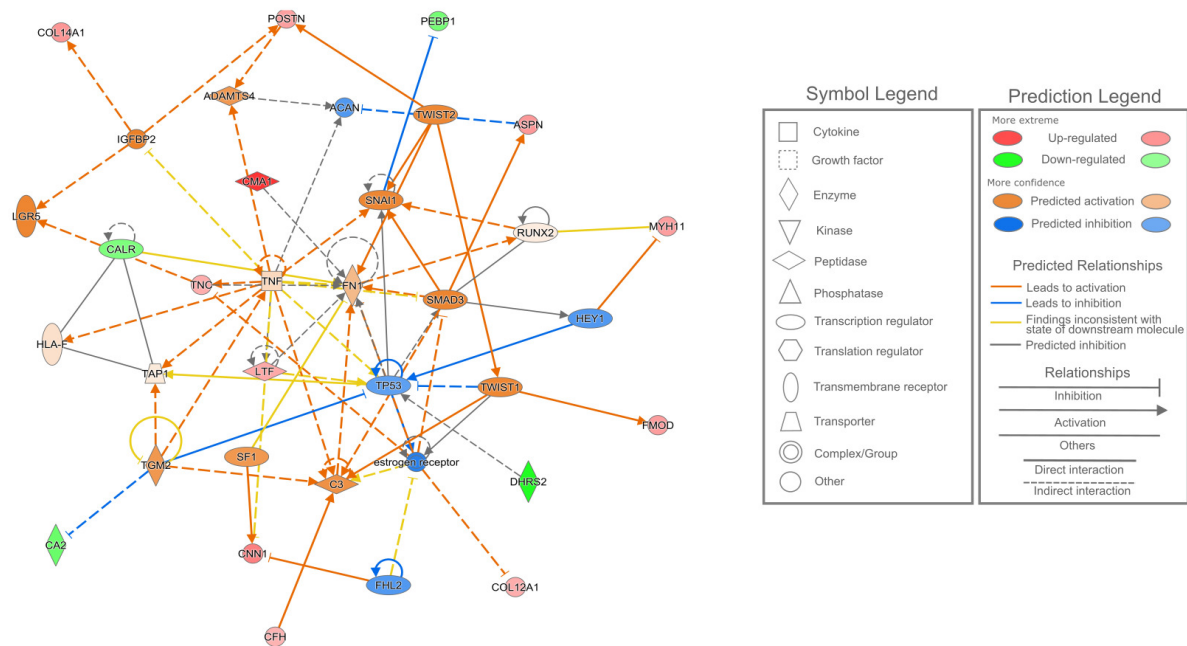 POSTN
COL14A1
PEBP1
ADAMTS4
ACAN
TWIST2
ASPN
IGFBP2
CMA1
SNAI1
LGR5
RUNX2
MYH11
CALR
TNC
TNF
FN1
SMAD3
HEY1
HLA-F
TAP1
LTF
TP53
TWIST1
FMOD
TGM2
SF1
estrogen receptor
C3
DHRS2
CA2
CNN1
FHL2
COL12A1
CFH
Symbol Legend
Cytokine
Growth factor
Enzyme
Kinase
Peptidase
Phosphatase
Transcription regulator
Translation regulator
Transmembrane receptor
Transporter
Complex/Group
Other
Prediction Legend
More extreme
Up-regulated
Down-regulated
More confidence
Predicted activation
Predicted inhibition
Predicted Relationships
Leads to activation
Leads to inhibition
Findings inconsistent with
state of downstream molecule
Predicted inhibition
Relationships
Inhibition
Activation
Others
Direct interaction
Indirect interaction